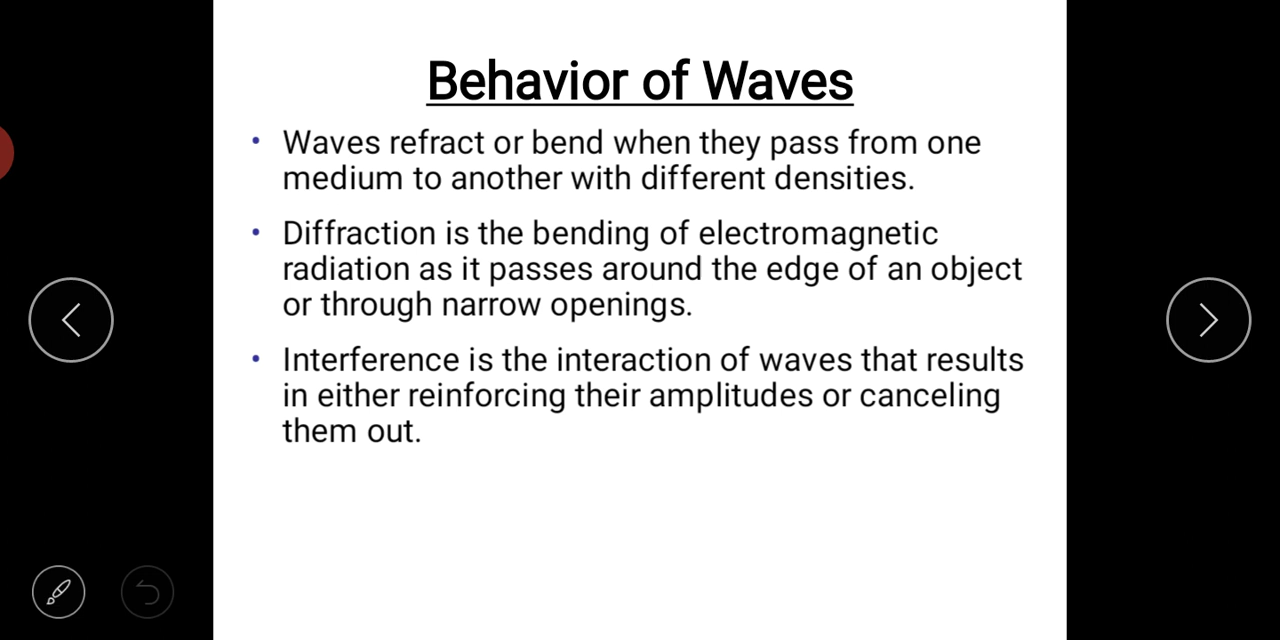 Behavior of Waves
• Waves refract or bend when they pass from one
medium to another with different densities.
• Diffraction is the bending of electromagnetic
radiation as it passes around the edge of an object
or through narrow openings.
• Interference is the interaction of waves that results
in either reinforcing their amplitudes or canceling
them out.